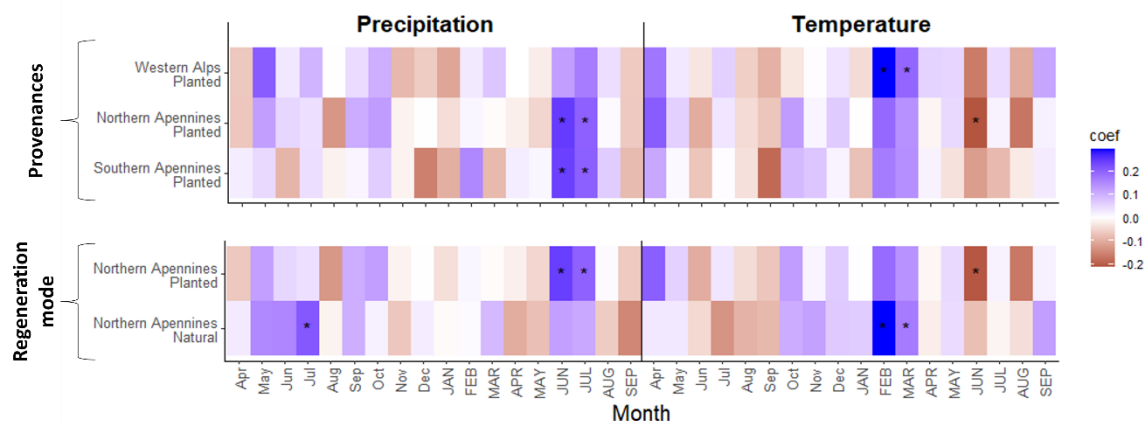 Precipitation Temperature
Provenances
Western Alps
Planted
* *
Northern Apennines
Planted
* * *
Southern Apennines
Planted
* *
coef
0.2
0.1
0.0
-0.1
-0.2
Regeneration
mode
Northern Apennines
Planted
* * *
Northern Apennines
Natural
* * *
Apr May Jun Jul Aug Sep Oct Nov Dec JAN FEB MAR APR MAY JUN JUL AUG SEP Apr May Jun Jul Aug Sep Oct Nov Dec JAN FEB MAR APR MAY JUN JUL AUG SEP
Month